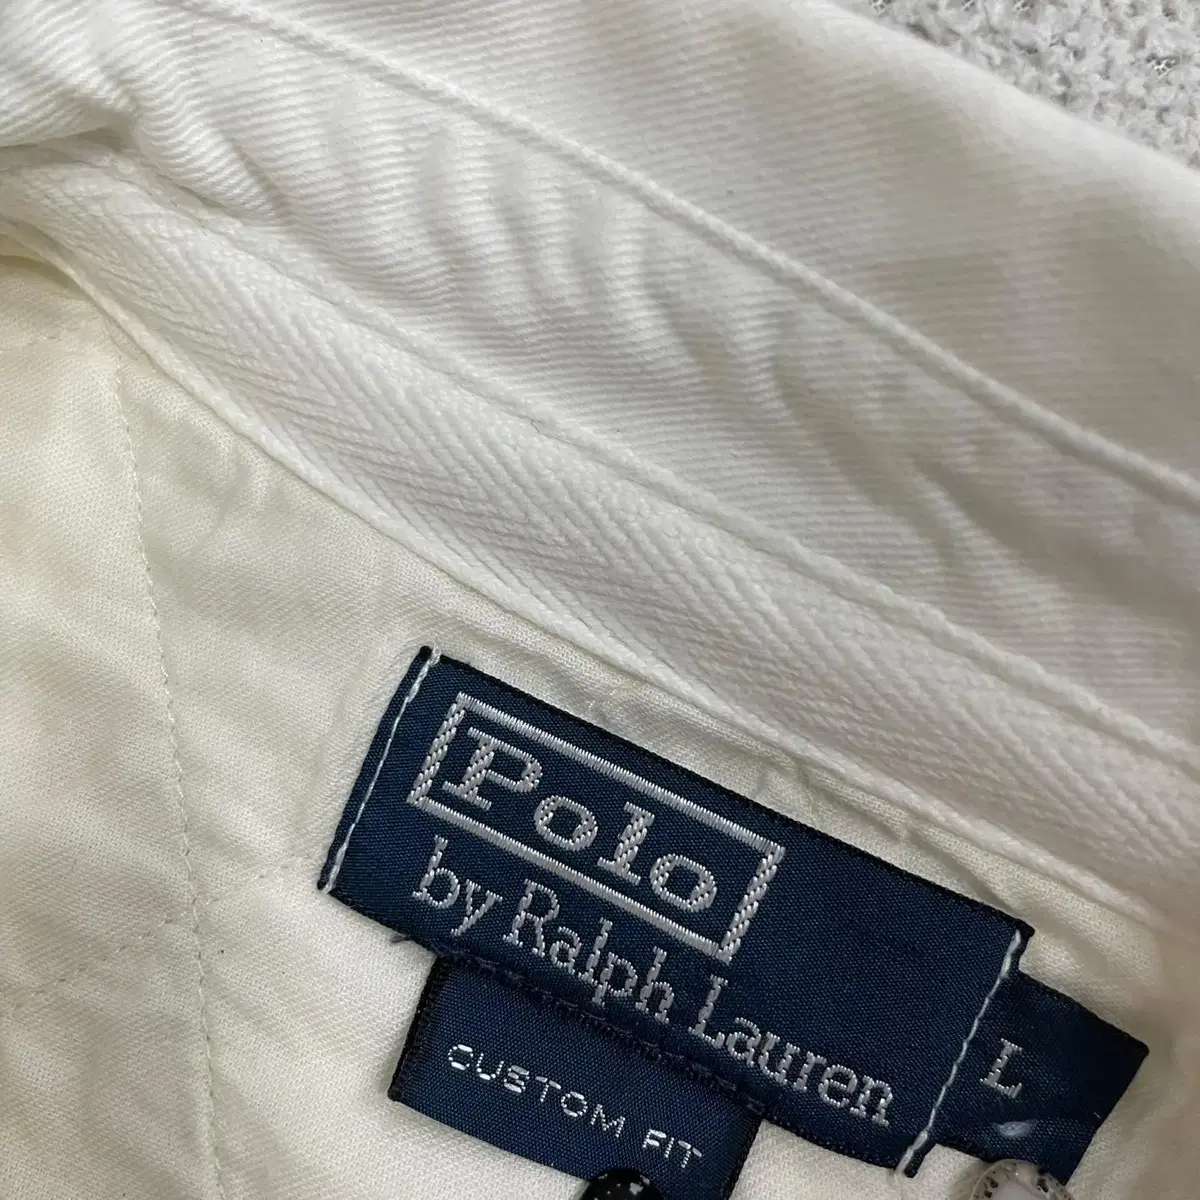 Polo
by Ralph Lauren
L
CUSTOM FIT